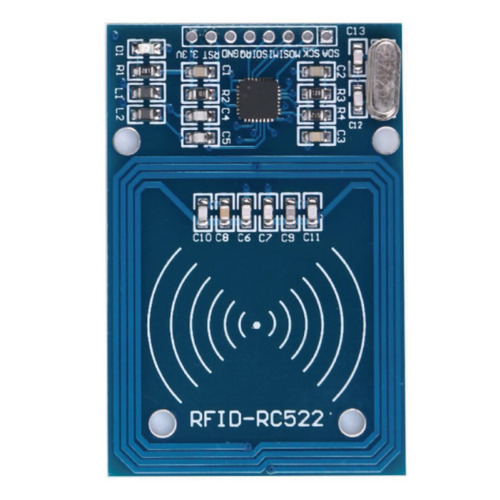 3.3V RST GND IRQ MISO MOSI SCK SDA
C13
D1
R1
L1
L2
C1
R2
C4
C5
C2
R3
R4
C3
C12
C10 C8 C6 C7 C9 C11
RFID-RC522